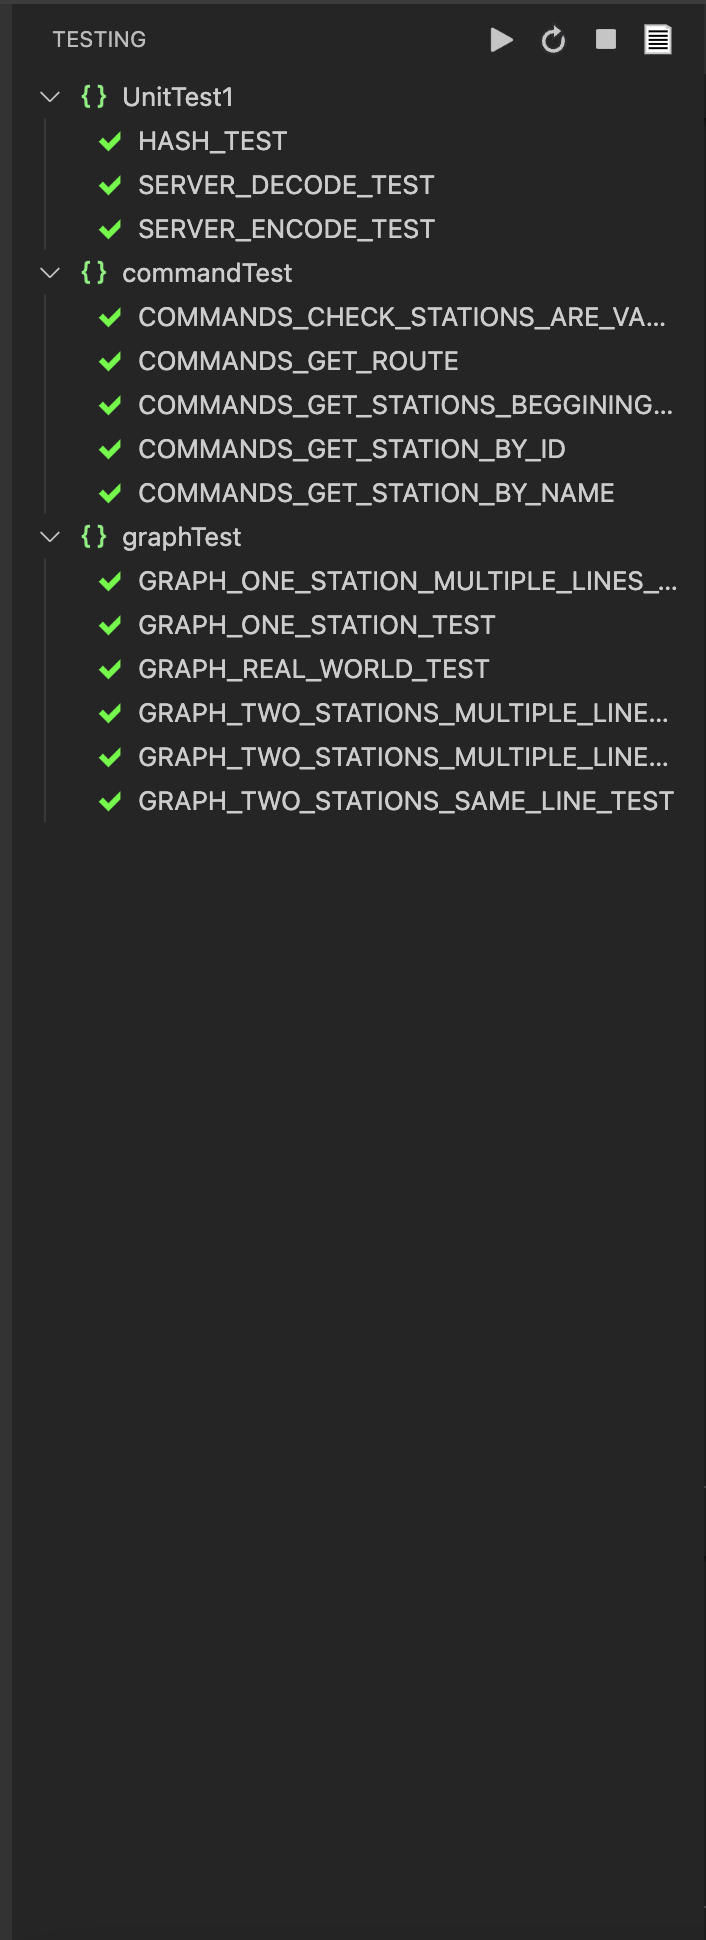 TESTING
{} UnitTest1
HASH_TEST
SERVER_DECODE_TEST
SERVER_ENCODE_TEST
{} commandTest
COMMANDS_CHECK_STATIONS_ARE_VA...
COMMANDS_GET_ROUTE
COMMANDS_GET_STATIONS_BEGGINING...
COMMANDS_GET_STATION_BY_ID
COMMANDS_GET_STATION_BY_NAME
{} graphTest
GRAPH_ONE_STATION_MULTIPLE_LINES_...
GRAPH_ONE_STATION_TEST
GRAPH_REAL_WORLD_TEST
GRAPH_TWO_STATIONS_MULTIPLE_LINE...
GRAPH_TWO_STATIONS_MULTIPLE_LINE...
GRAPH_TWO_STATIONS_SAME_LINE_TEST